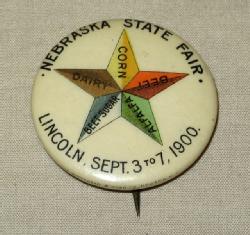 · NEBRASKA STATE FAIR ·
CORN
DAIRY
BEEF
BEET SUGAR
ALFALFA
LINCOLN, SEPT. 3 TO 7, 1900.